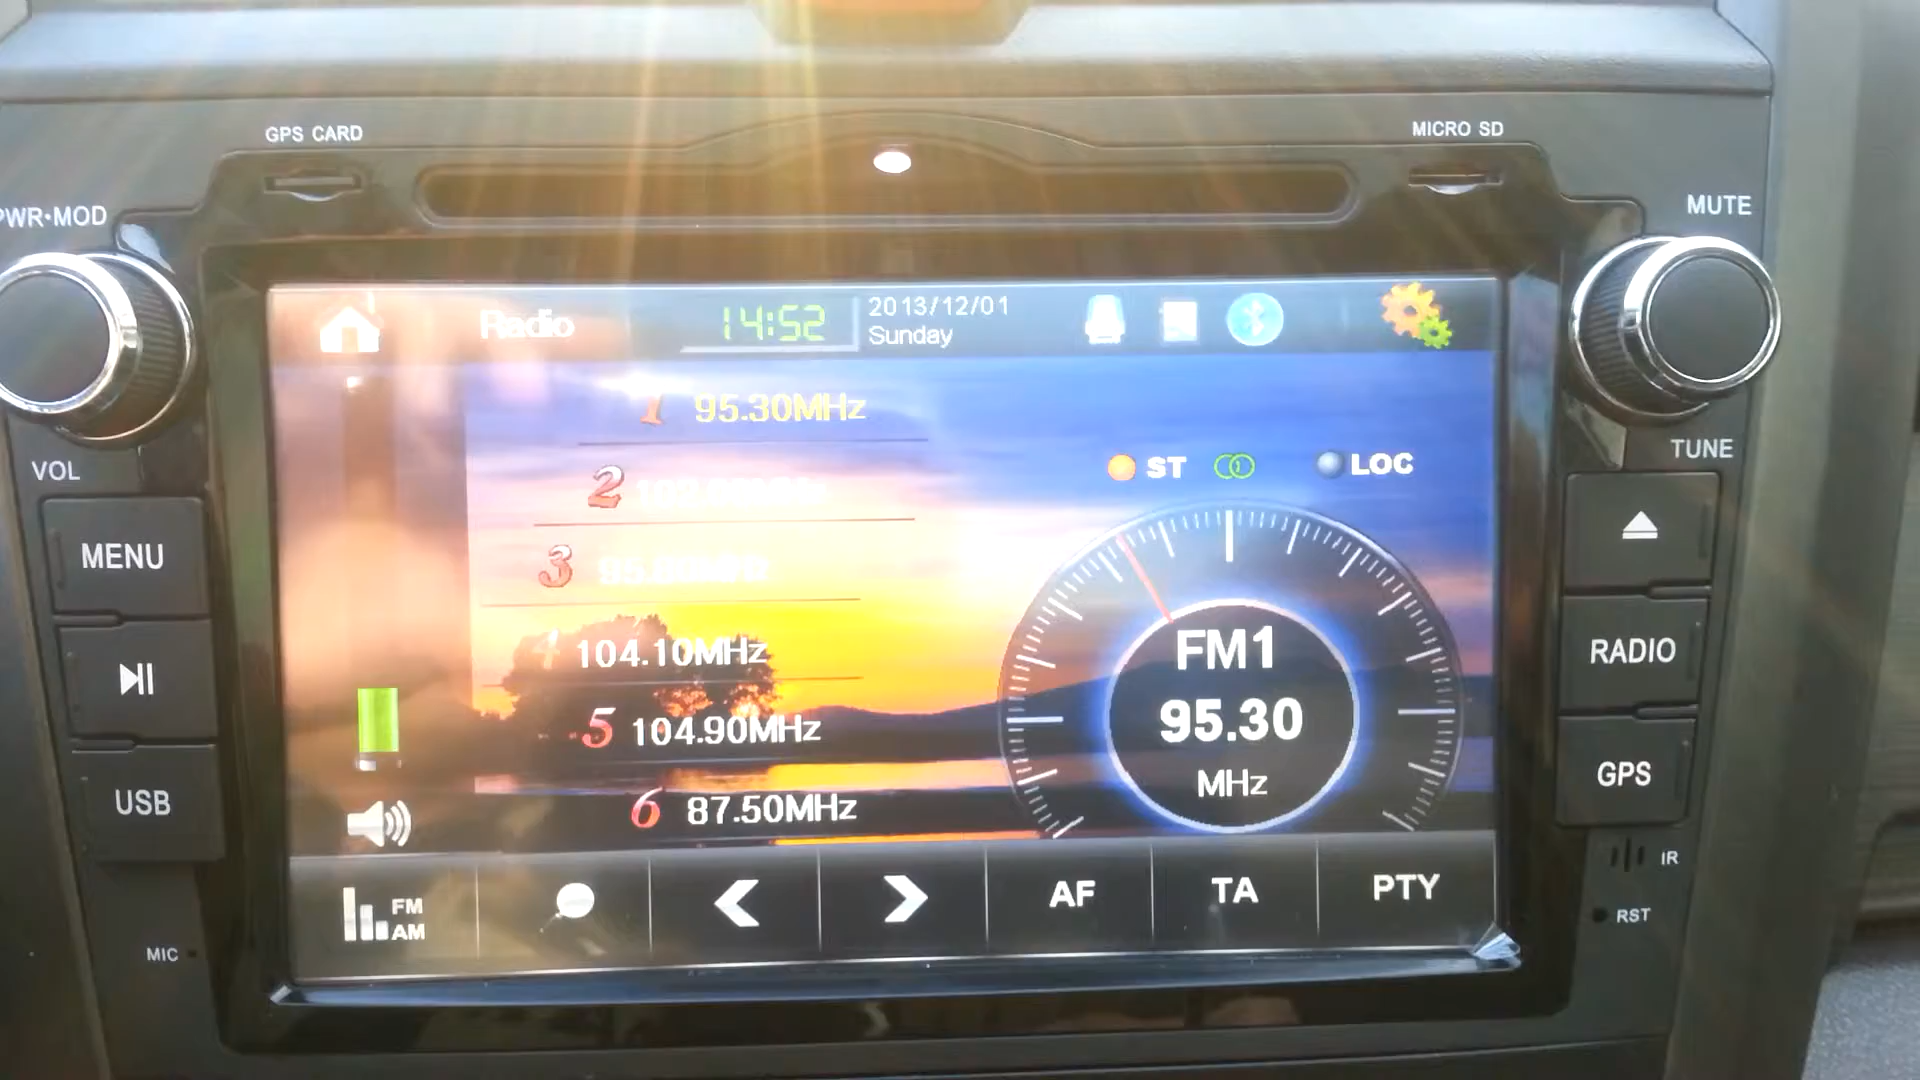 GPS CARD
MICRO SD
PWR•MOD
MUTE
Radio
14:52
2013/12/01
Sunday
1 95.30MHz
ST
LOC
VOL
TUNE
2
3
MENU
4 104.10MHz
FM1
RADIO
5 104.90MHz
95.30
MHz
USB
6 87.50MHz
GPS
FM
AM
AF
TA
PTY
IR
RST
MIC